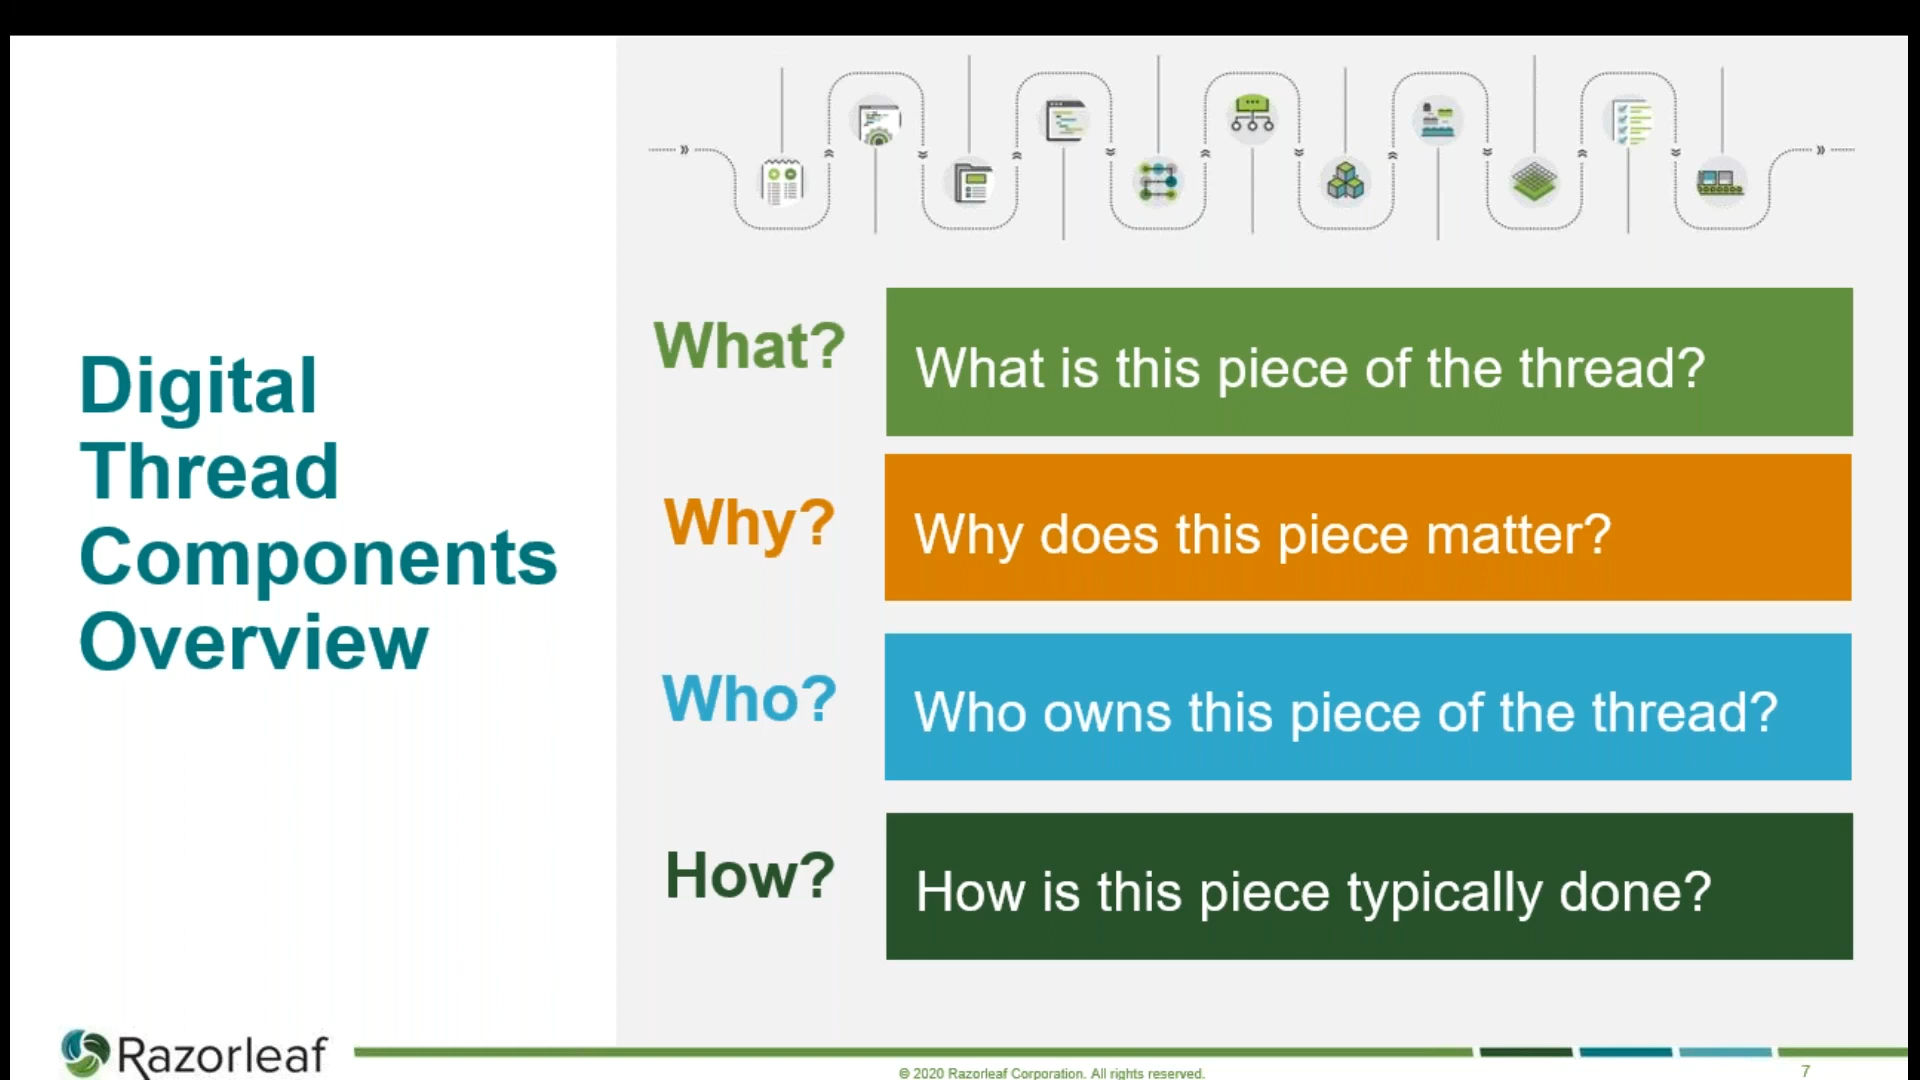 Digital
Thread
Components
Overview
What?
What is this piece of the thread?
Why?
Why does this piece matter?
Who?
Who owns this piece of the thread?
How?
How is this piece typically done?
Razorleaf
© 2020 Razorleaf Corporation. All rights reserved.
7